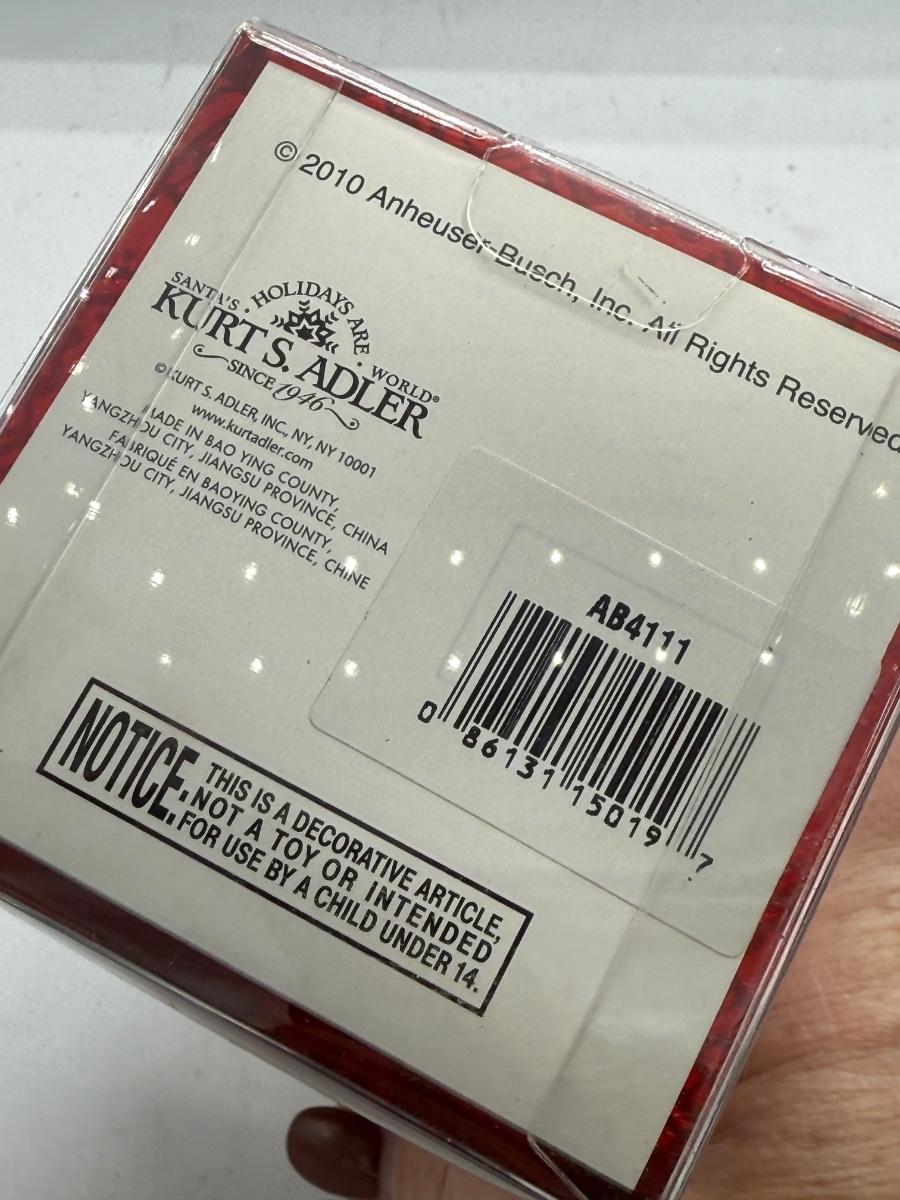 © 2010 Anheuser-Busch, Inc. All Rights Reserved
SANTA'S · HOLIDAYS ARE · WORLD®
KURT S. ADLER
SINCE 1946
© KURT S. ADLER, INC., NY, NY 10001
www.kurtadler.com
MADE IN BAO YING COUNTY,
YANGZHOU CITY, JIANGSU PROVINCE, CHINA
FABRIQUÉ EN BAOYING COUNTY,
YANGZHOU CITY, JIANGSU PROVINCE, CHINE
AB4111
0 86131 15019 7
NOTICE: THIS IS A DECORATIVE ARTICLE,
NOT A TOY OR INTENDED
FOR USE BY A CHILD UNDER 14.